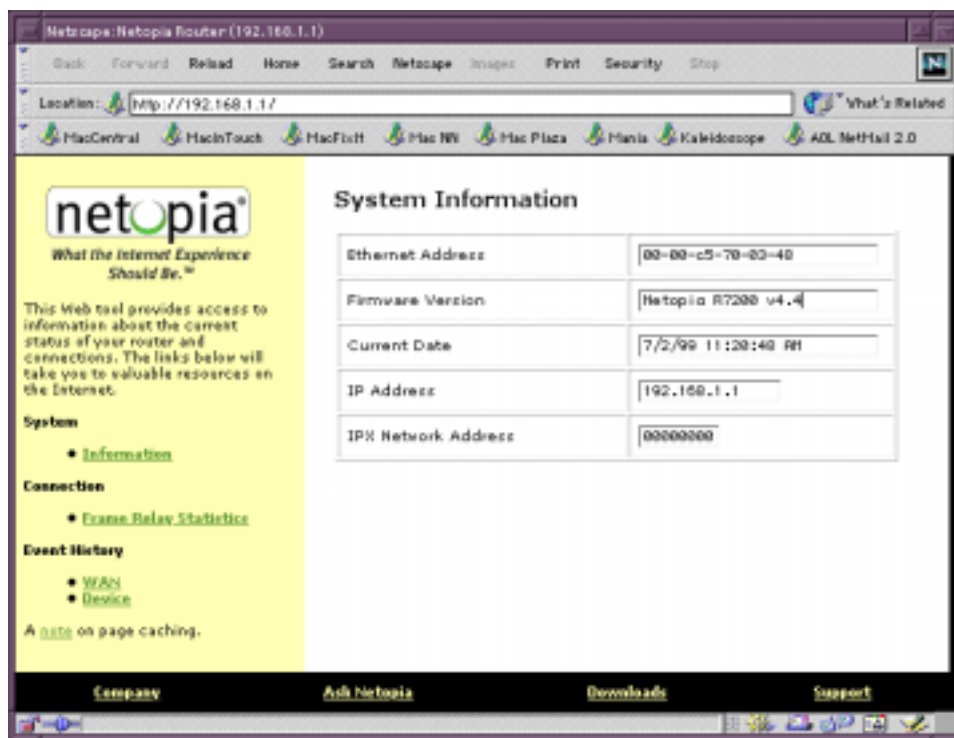 Netscape: Netopia Router (192.168.1.1)
Back Forward Reload Home Search Netscape Images Print Security Stop
N
Location: http://192.168.1.1/ What's Related
MacCentral MacInTouch MacFixIt Mac NN Mac Plaza Mania Kaleidoscope AOL NetMail 2.0
netopia
What the Internet Experience
Should Be.™
This Web tool provides access to
information about the current
status of your router and
connections. The links below will
take you to valuable resources on
the Internet.
System
Information
Connection
Frame Relay Statistics
Event History
WAN
Device
A note on page caching.
System Information
Ethernet Address 00-00-c5-70-03-48
Firmware Version Netopia R7200 v4.4
Current Date 7/2/99 11:20:48 AM
IP Address 192.168.1.1
IPX Network Address 00000000
Company Ask Netopia Downloads Support